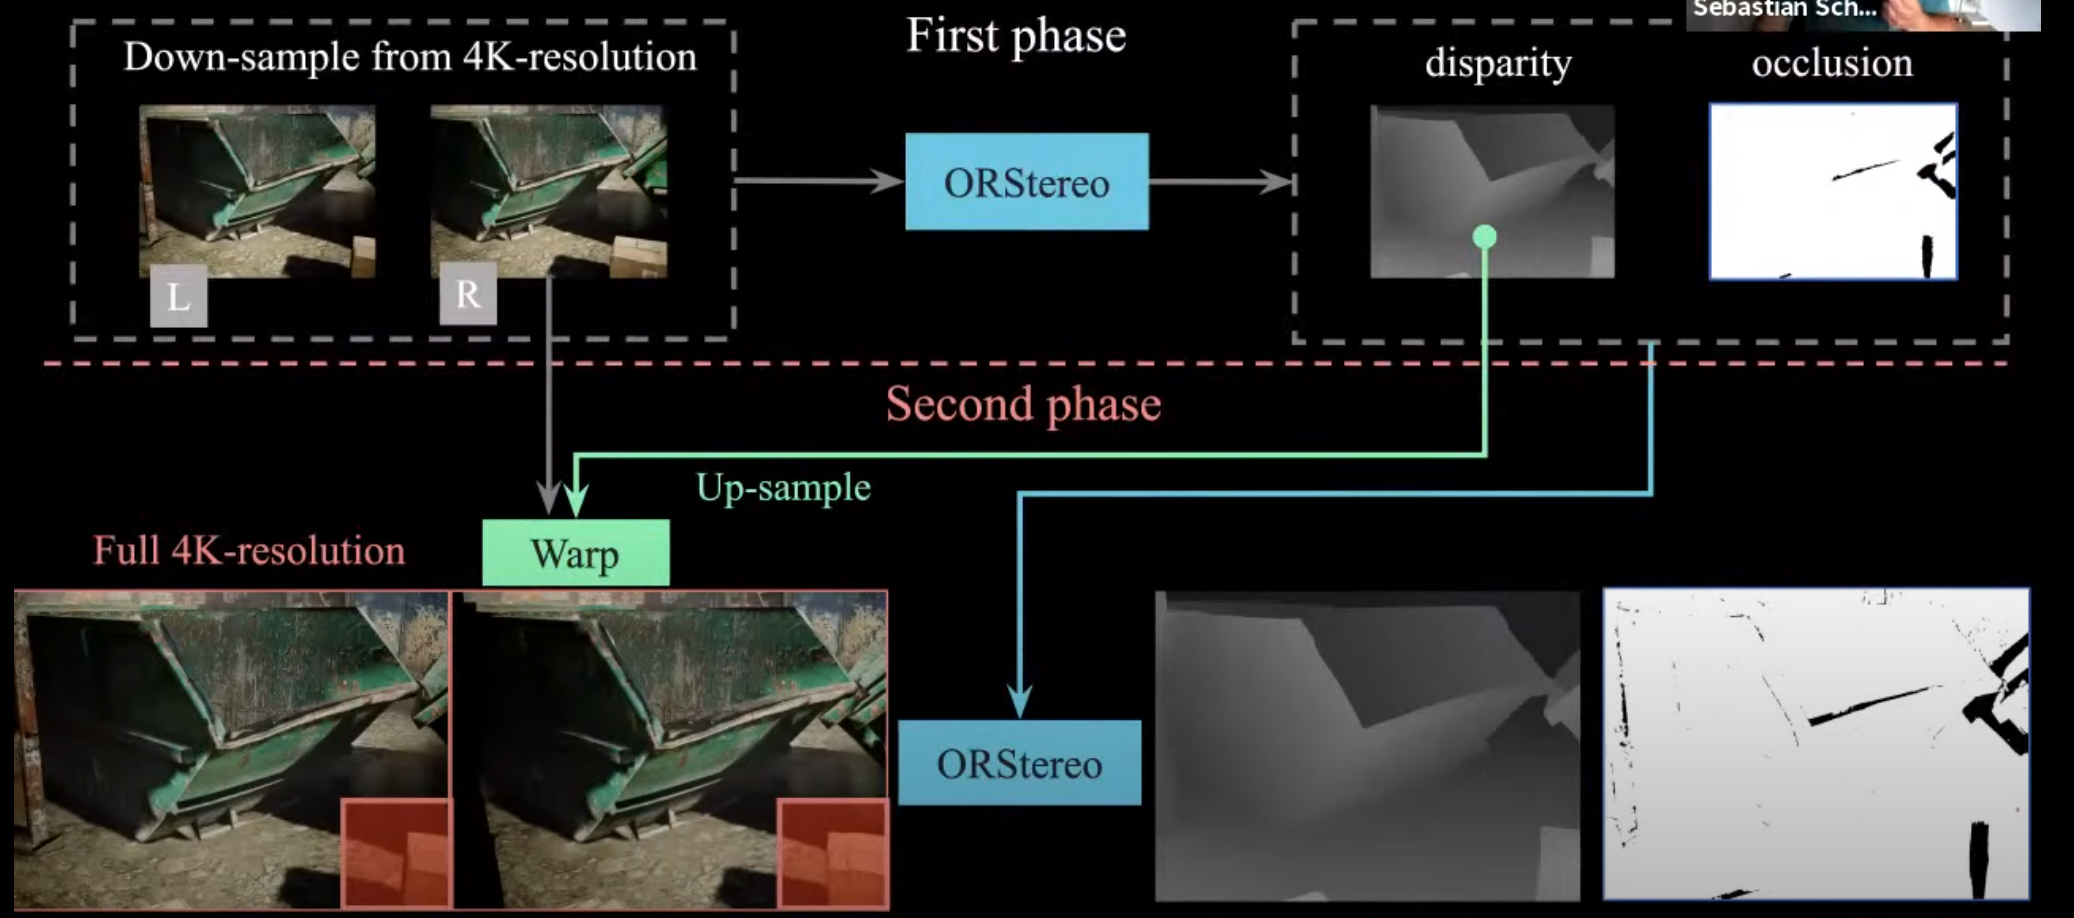 Sebastian Sch...
First phase
Down-sample from 4K-resolution
disparity
occlusion
ORStereo
L
R
Second phase
Up-sample
Full 4K-resolution
Warp
ORStereo